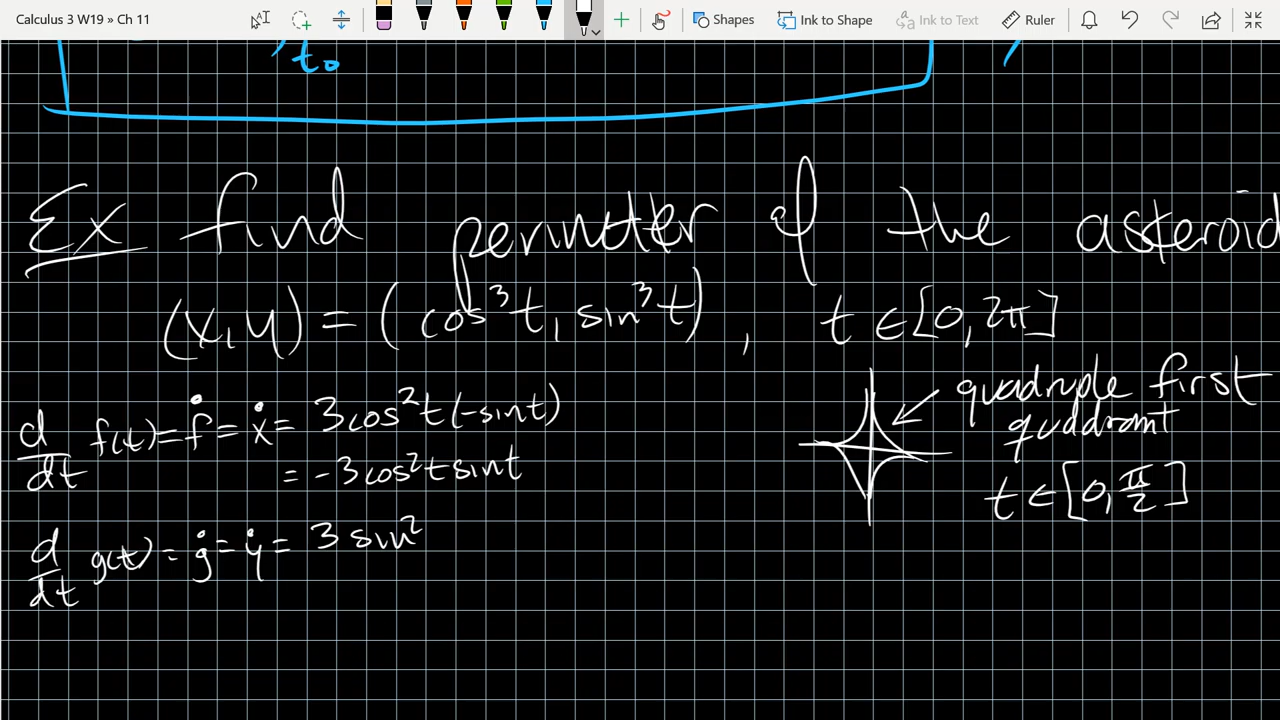 Calculus 3 W19 » Ch 11
Shapes
Ink to Shape
Ink to Text
Ruler
t₀
Ex find perimeter of the asteroid
(x,y) = (cos³t, sin³t), t ∈ [0, 2π]
d/dt f(t) = ḟ = ẋ = 3cos²t(-sint)
= -3cos²t sint
quadruple first
quadrant
t ∈ [0, π/2]
d/dt g(t) = ġ = ẏ = 3 sin²